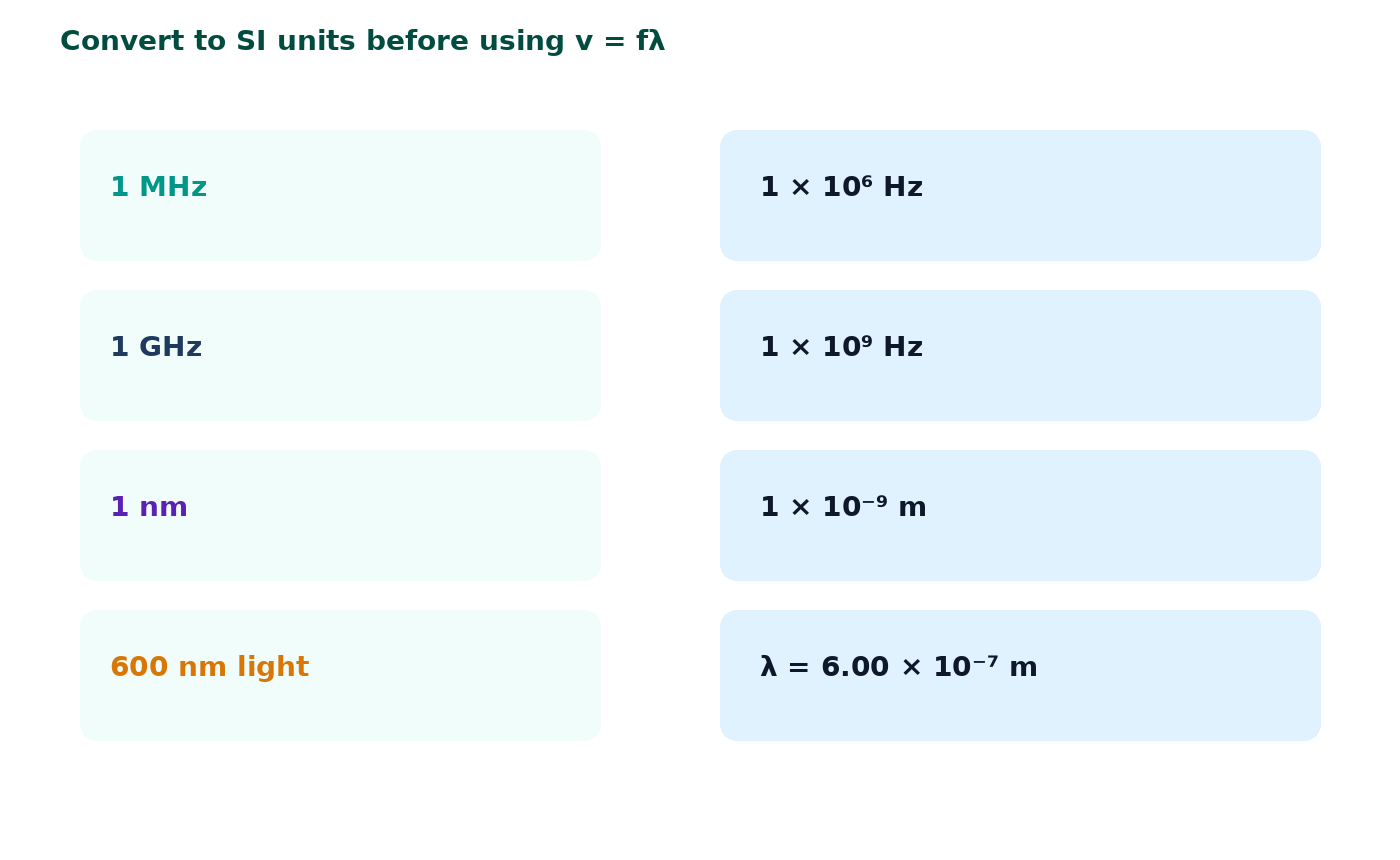 Convert to SI units before using v = fλ
1 MHz
1 × 10⁶ Hz
1 GHz
1 × 10⁹ Hz
1 nm
1 × 10⁻⁹ m
600 nm light
λ = 6.00 × 10⁻⁷ m